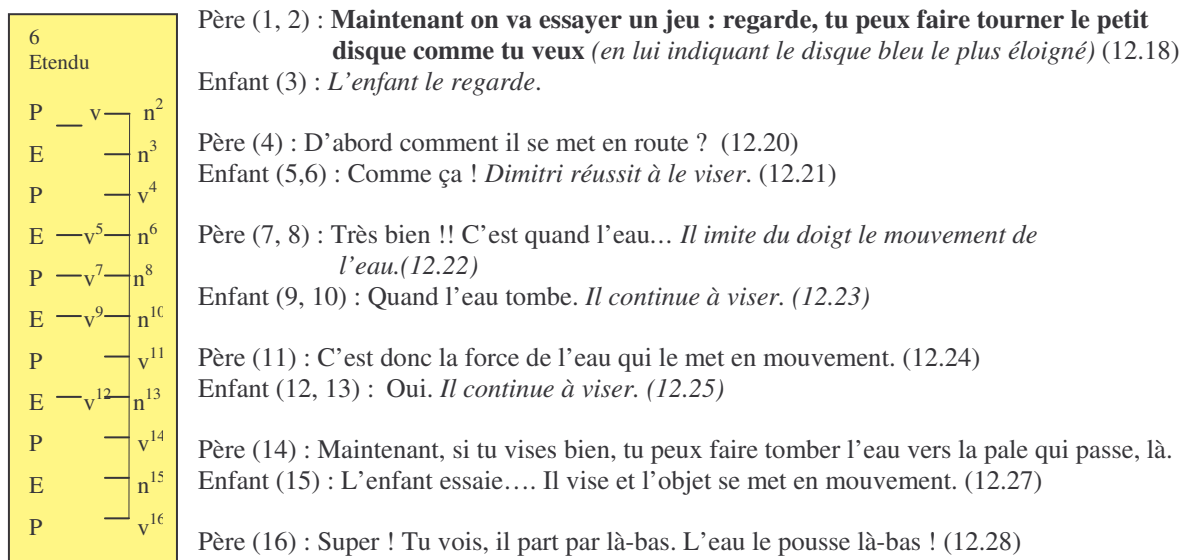 6
Etendu
P v n²
E n³
P v⁴
E v⁵ n⁶
P v⁷ n⁸
E v⁹ n¹⁰
P v¹¹
E v¹² n¹³
P v¹⁴
E n¹⁵
P v¹⁶
Père (1, 2) : Maintenant on va essayer un jeu : regarde, tu peux faire tourner le petit
disque comme tu veux (en lui indiquant le disque bleu le plus éloigné) (12.18)
Enfant (3) : L'enfant le regarde.
Père (4) : D'abord comment il se met en route ? (12.20)
Enfant (5,6) : Comme ça ! Dimitri réussit à le viser. (12.21)
Père (7, 8) : Très bien !! C'est quand l'eau… Il imite du doigt le mouvement de
l'eau.(12.22)
Enfant (9, 10) : Quand l'eau tombe. Il continue à viser. (12.23)
Père (11) : C'est donc la force de l'eau qui le met en mouvement. (12.24)
Enfant (12, 13) : Oui. Il continue à viser. (12.25)
Père (14) : Maintenant, si tu vises bien, tu peux faire tomber l'eau vers la pale qui passe, là.
Enfant (15) : L'enfant essaie…. Il vise et l'objet se met en mouvement. (12.27)
Père (16) : Super ! Tu vois, il part par là-bas. L'eau le pousse là-bas ! (12.28)